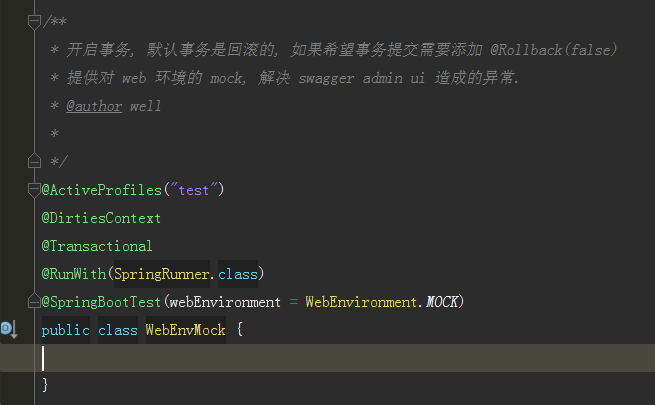 /**
* 开启事务, 默认事务是回滚的, 如果希望事务提交需要添加 @Rollback(false)
* 提供对 web 环境的 mock, 解决 swagger admin ui 造成的异常.
* @author well
*
*/
@ActiveProfiles("test")
@DirtiesContext
@Transactional
@RunWith(SpringRunner.class)
@SpringBootTest(webEnvironment = WebEnvironment.MOCK)
public class WebEnvMock {
}